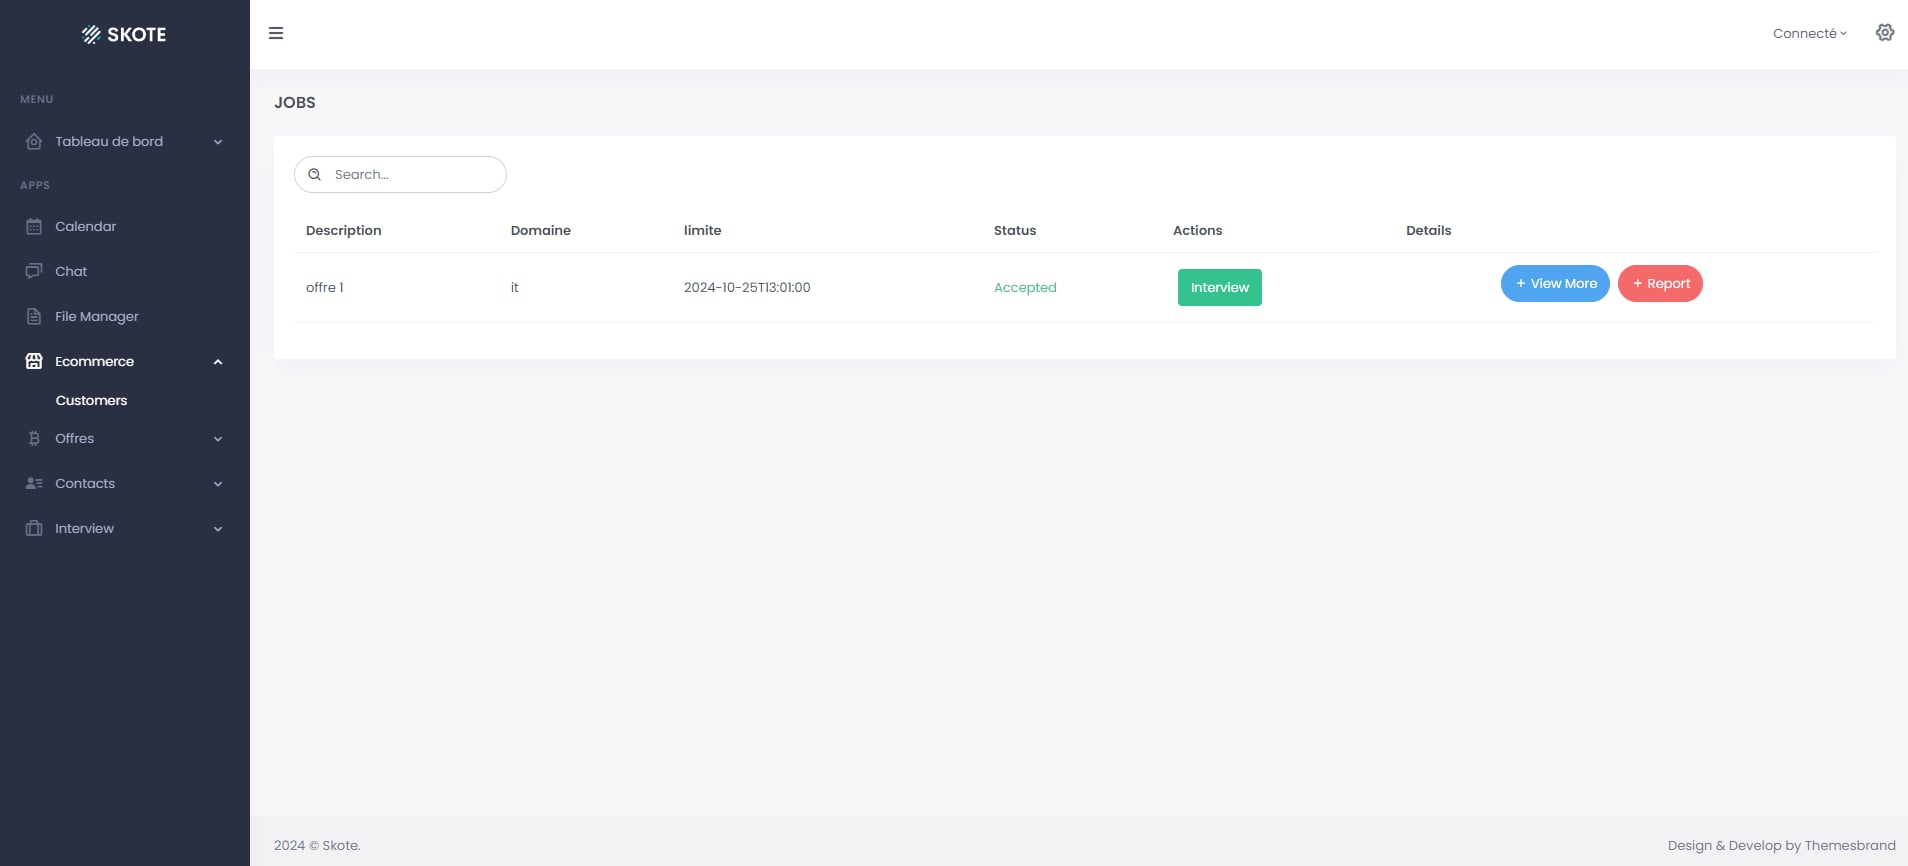 SKOTE
Connecté
MENU
Tableau de bord
APPS
Calendar
Chat
File Manager
Ecommerce
Customers
Offres
Contacts
Interview
JOBS
Search...
Description Domaine limite Status Actions Details
offre 1 it 2024-10-25T13:01:00 Accepted Interview + View More + Report
2024 © Skote. Design & Develop by Themesbrand